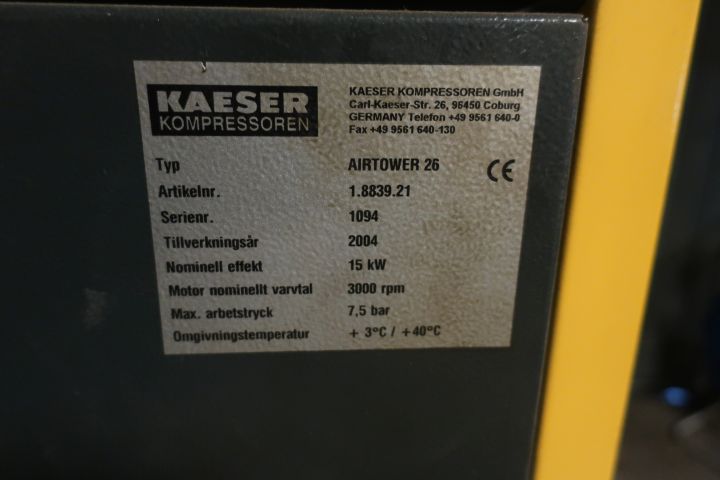 KAESER
KOMPRESSOREN
KAESER KOMPRESSOREN GmbH
Carl-Kaeser-Str. 26, 96450 Coburg
GERMANY Telefon +49 9561 640-0
Fax +49 9561 640-130
CE
Typ AIRTOWER 26
Artikelnr. 1.8839.21
Serienr. 1094
Tillverkningsår 2004
Nominell effekt 15 kW
Motor nominellt varvtal 3000 rpm
Max. arbetstryck 7,5 bar
Omgivningstemperatur + 3°C / +40°C